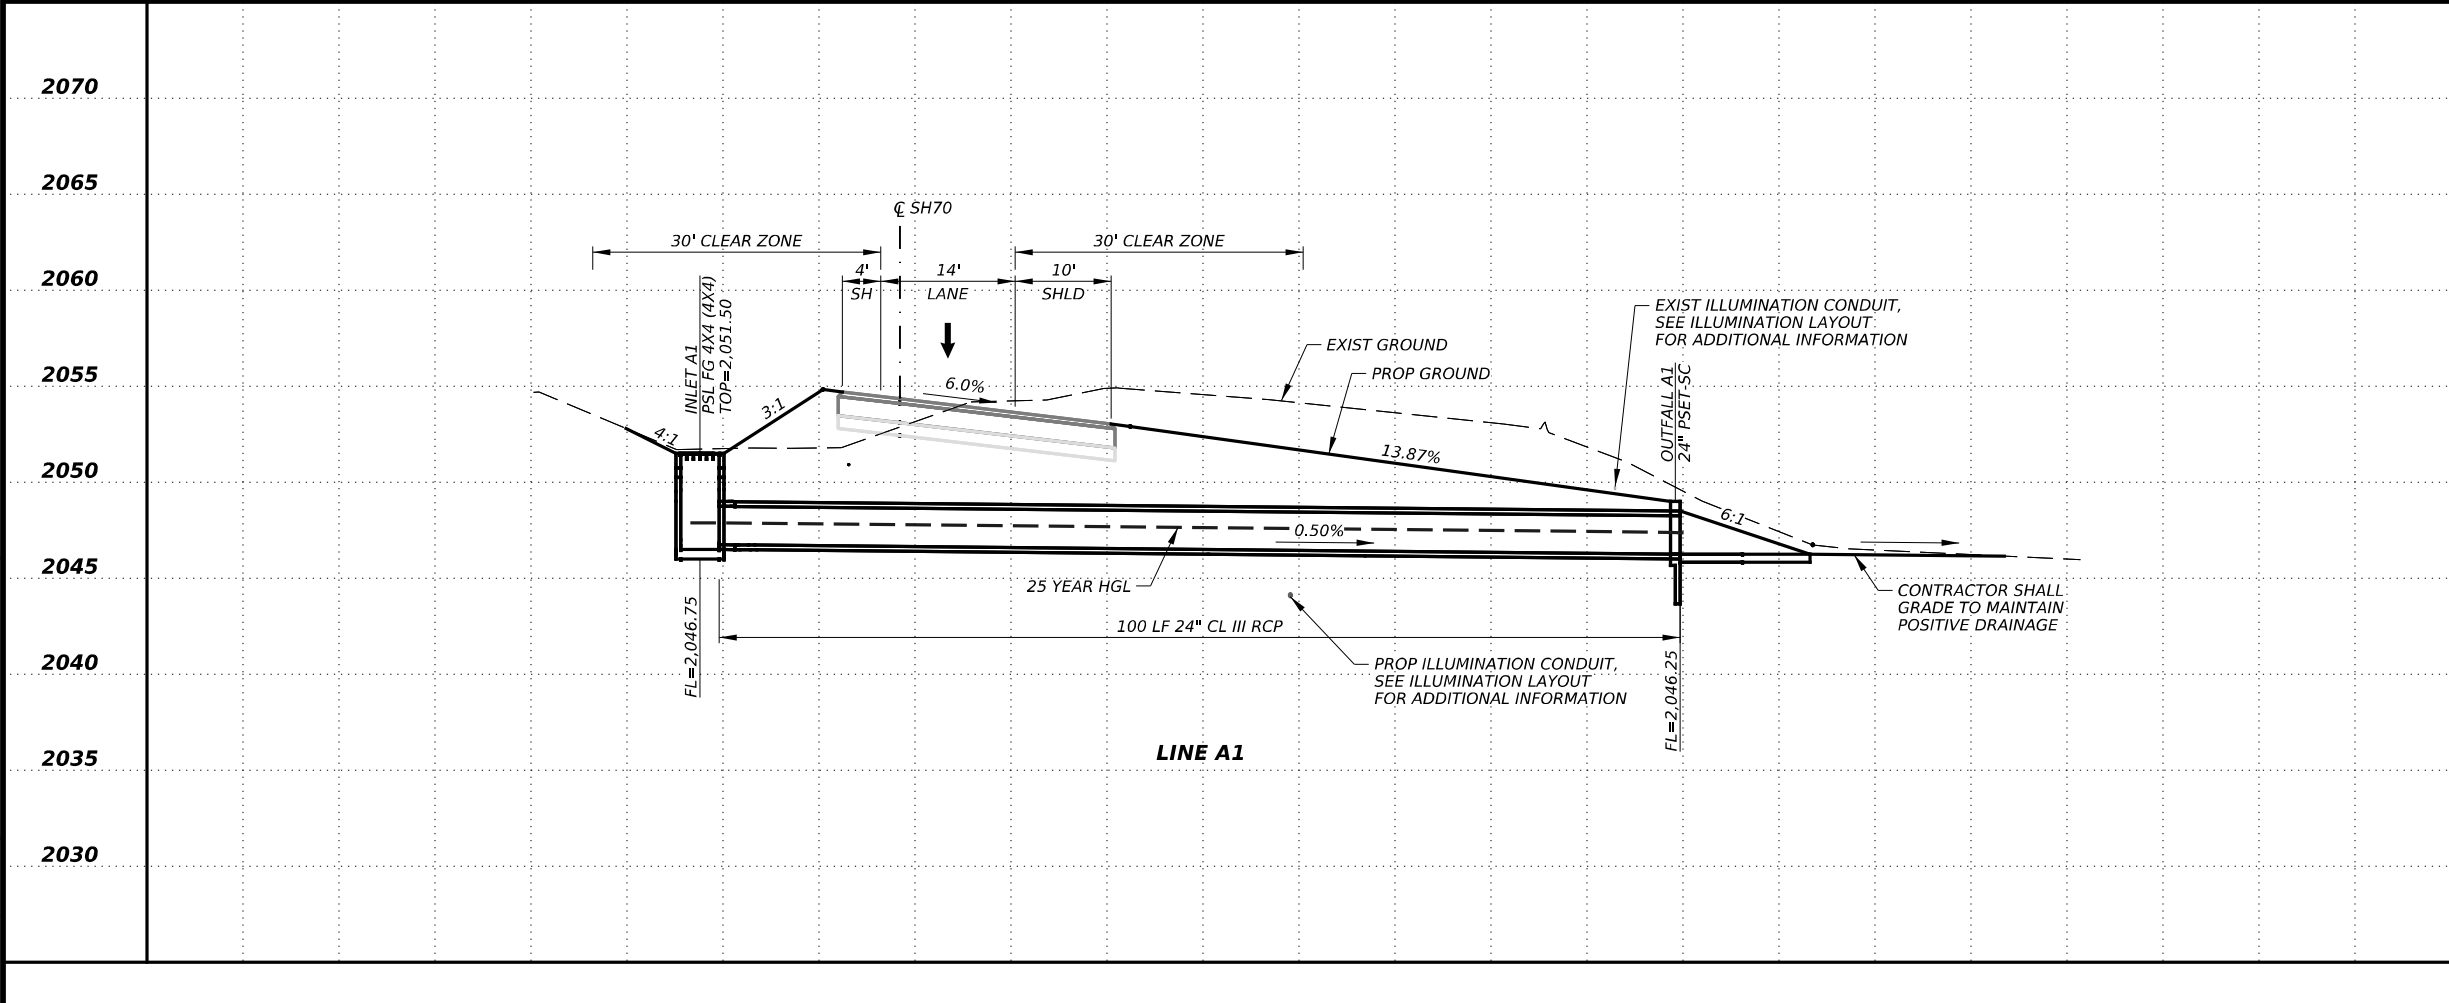 2070
2065
2060
2055
2050
2045
2040
2035
2030
℄ SH70
30' CLEAR ZONE
30' CLEAR ZONE
4'
SH
14'
LANE
10'
SHLD
INLET A1
PSL FG 4X4 (4X4)
TOP=2,051.50
EXIST ILLUMINATION CONDUIT,
SEE ILLUMINATION LAYOUT
FOR ADDITIONAL INFORMATION
EXIST GROUND
PROP GROUND
OUTFALL A1
24" PSET-SC
6.0%
3:1
4:1
13.87%
6:1
0.50%
25 YEAR HGL
CONTRACTOR SHALL
GRADE TO MAINTAIN
POSITIVE DRAINAGE
100 LF 24" CL III RCP
FL=2,046.75
FL=2,046.25
PROP ILLUMINATION CONDUIT,
SEE ILLUMINATION LAYOUT
FOR ADDITIONAL INFORMATION
LINE A1